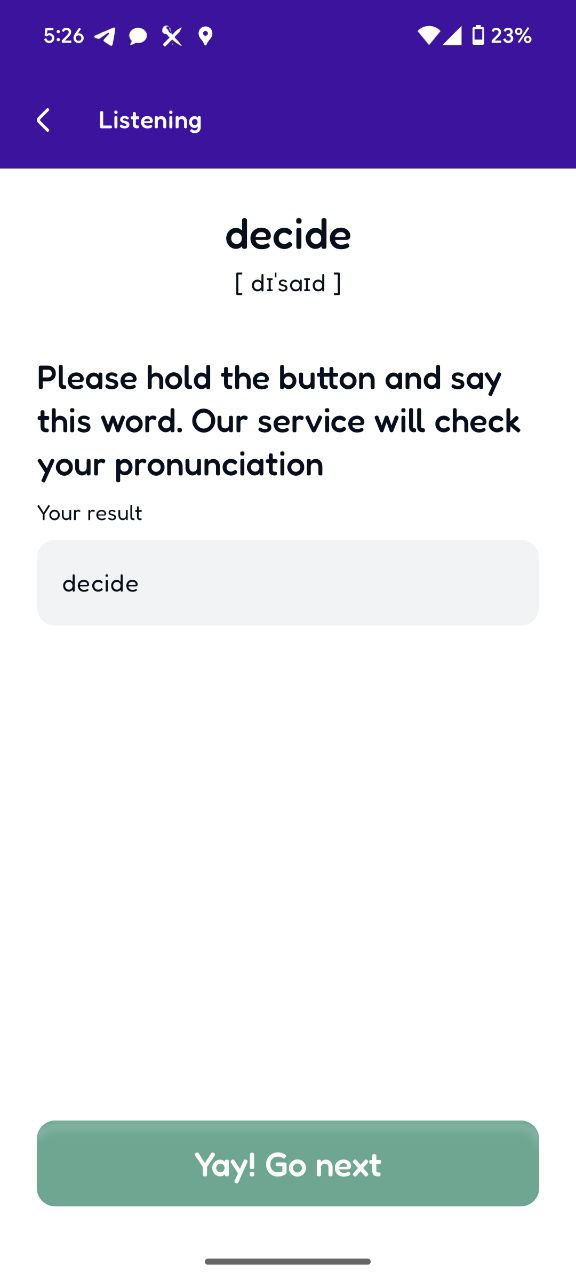 5:26 23%
Listening
decide
[ dɪˈsaɪd ]
Please hold the button and say
this word. Our service will check
your pronunciation
Your result
decide
Yay! Go next